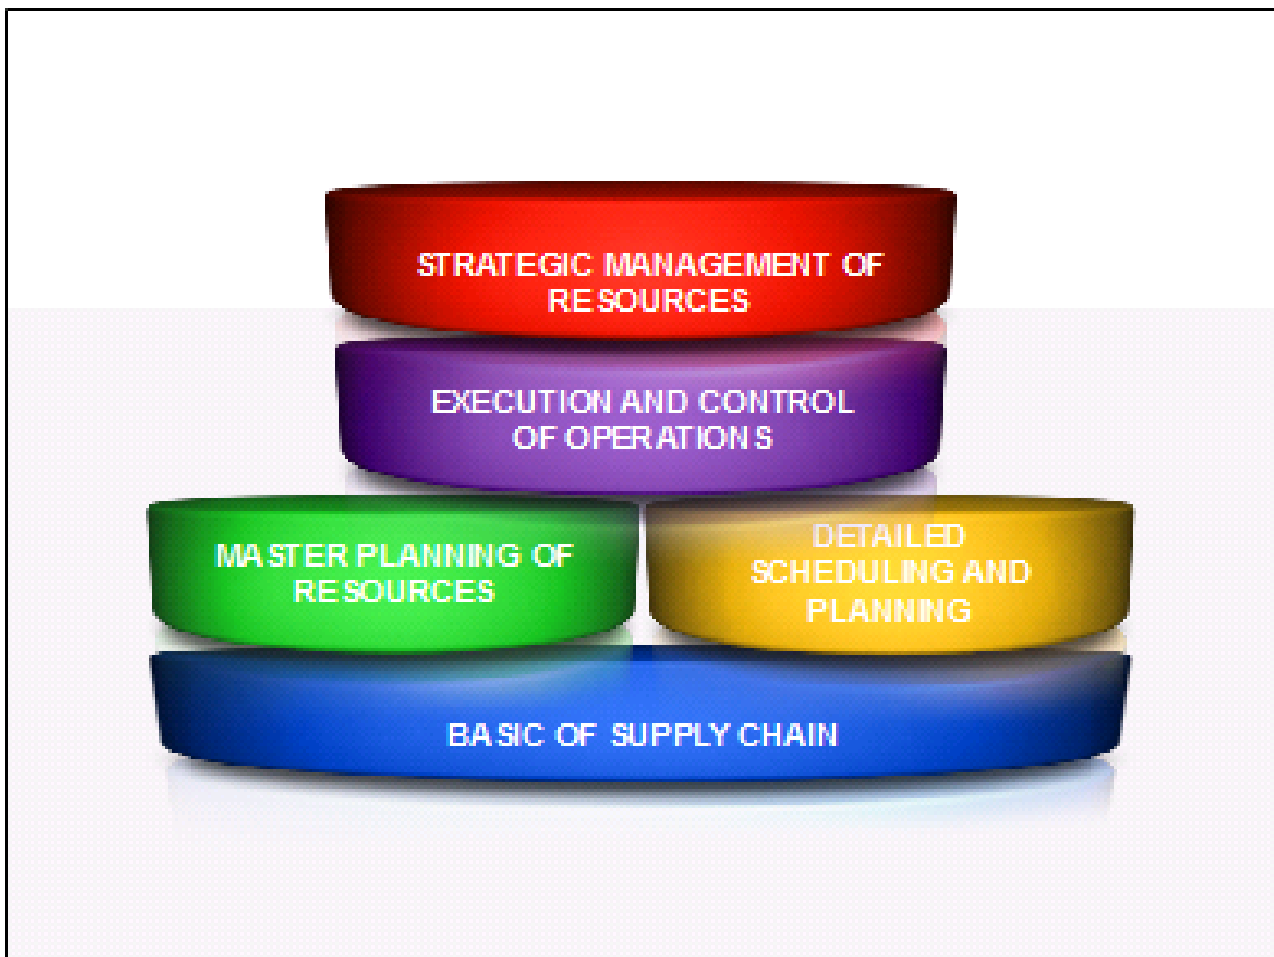 STRATEGIC MANAGEMENT OF
RESOURCES
EXECUTION AND CONTROL
OF OPERATIONS
MASTER PLANNING OF
RESOURCES
DETAILED
SCHEDULING AND
PLANNING
BASIC OF SUPPLY CHAIN